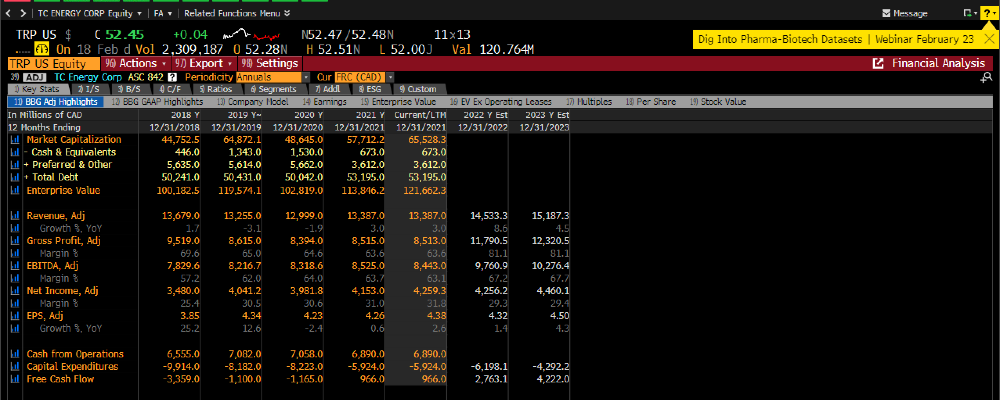 TC ENERGY CORP Equity FA Related Functions Menu Message ?
TRP US $ C 52.45 +0.04 N52.47/52.48N 11x13
Dig Into Pharma-Biotech Datasets | Webinar February 23
On 18 Feb d Vol 2,309,187 O 52.28N H 52.51N L 52.00J Val 120.764M
TRP US Equity 96) Actions 97) Export 98) Settings Financial Analysis
39) ADJ TC Energy Corp ASC 842 ? Periodicity Annuals Cur FRC (CAD)
1) Key Stats 2) I/S 3) B/S 4) C/F 5) Ratios 6) Segments 7) Addl 8) ESG 9) Custom
11) BBG Adj Highlights 12) BBG GAAP Highlights 13) Company Model 14) Earnings 15) Enterprise Value 16) EV Ex Operating Leases 17) Multiples 18) Per Share 19) Stock Value
In Millions of CAD 2018 Y 2019 Y~ 2020 Y 2021 Y Current/LTM 2022 Y Est 2023 Y Est
12 Months Ending 12/31/2018 12/31/2019 12/31/2020 12/31/2021 12/31/2021 12/31/2022 12/31/2023
Market Capitalization 44,752.5 64,872.1 48,645.0 57,712.2 65,528.3
- Cash & Equivalents 446.0 1,343.0 1,530.0 673.0 673.0
+ Preferred & Other 5,635.0 5,614.0 5,662.0 3,612.0 3,612.0
+ Total Debt 50,241.0 50,431.0 50,042.0 53,195.0 53,195.0
Enterprise Value 100,182.5 119,574.1 102,819.0 113,846.2 121,662.3
Revenue, Adj 13,679.0 13,255.0 12,999.0 13,387.0 13,387.0 14,533.3 15,187.3
Growth %, YoY 1.7 -3.1 -1.9 3.0 3.0 8.6 4.5
Gross Profit, Adj 9,519.0 8,615.0 8,394.0 8,515.0 8,513.0 11,790.5 12,320.5
Margin % 69.6 65.0 64.6 63.6 63.6 81.1 81.1
EBITDA, Adj 7,829.6 8,216.7 8,318.6 8,525.0 8,443.0 9,760.9 10,276.4
Margin % 57.2 62.0 64.0 63.7 63.1 67.2 67.7
Net Income, Adj 3,480.0 4,041.2 3,981.8 4,153.0 4,259.3 4,256.2 4,460.1
Margin % 25.4 30.5 30.6 31.0 31.8 29.3 29.4
EPS, Adj 3.85 4.34 4.23 4.26 4.38 4.32 4.50
Growth %, YoY 25.2 12.6 -2.4 0.6 2.6 1.4 4.3
Cash from Operations 6,555.0 7,082.0 7,058.0 6,890.0 6,890.0
Capital Expenditures -9,914.0 -8,182.0 -8,223.0 -5,924.0 -5,924.0 -6,198.1 -4,292.2
Free Cash Flow -3,359.0 -1,100.0 -1,165.0 966.0 966.0 2,763.1 4,222.0